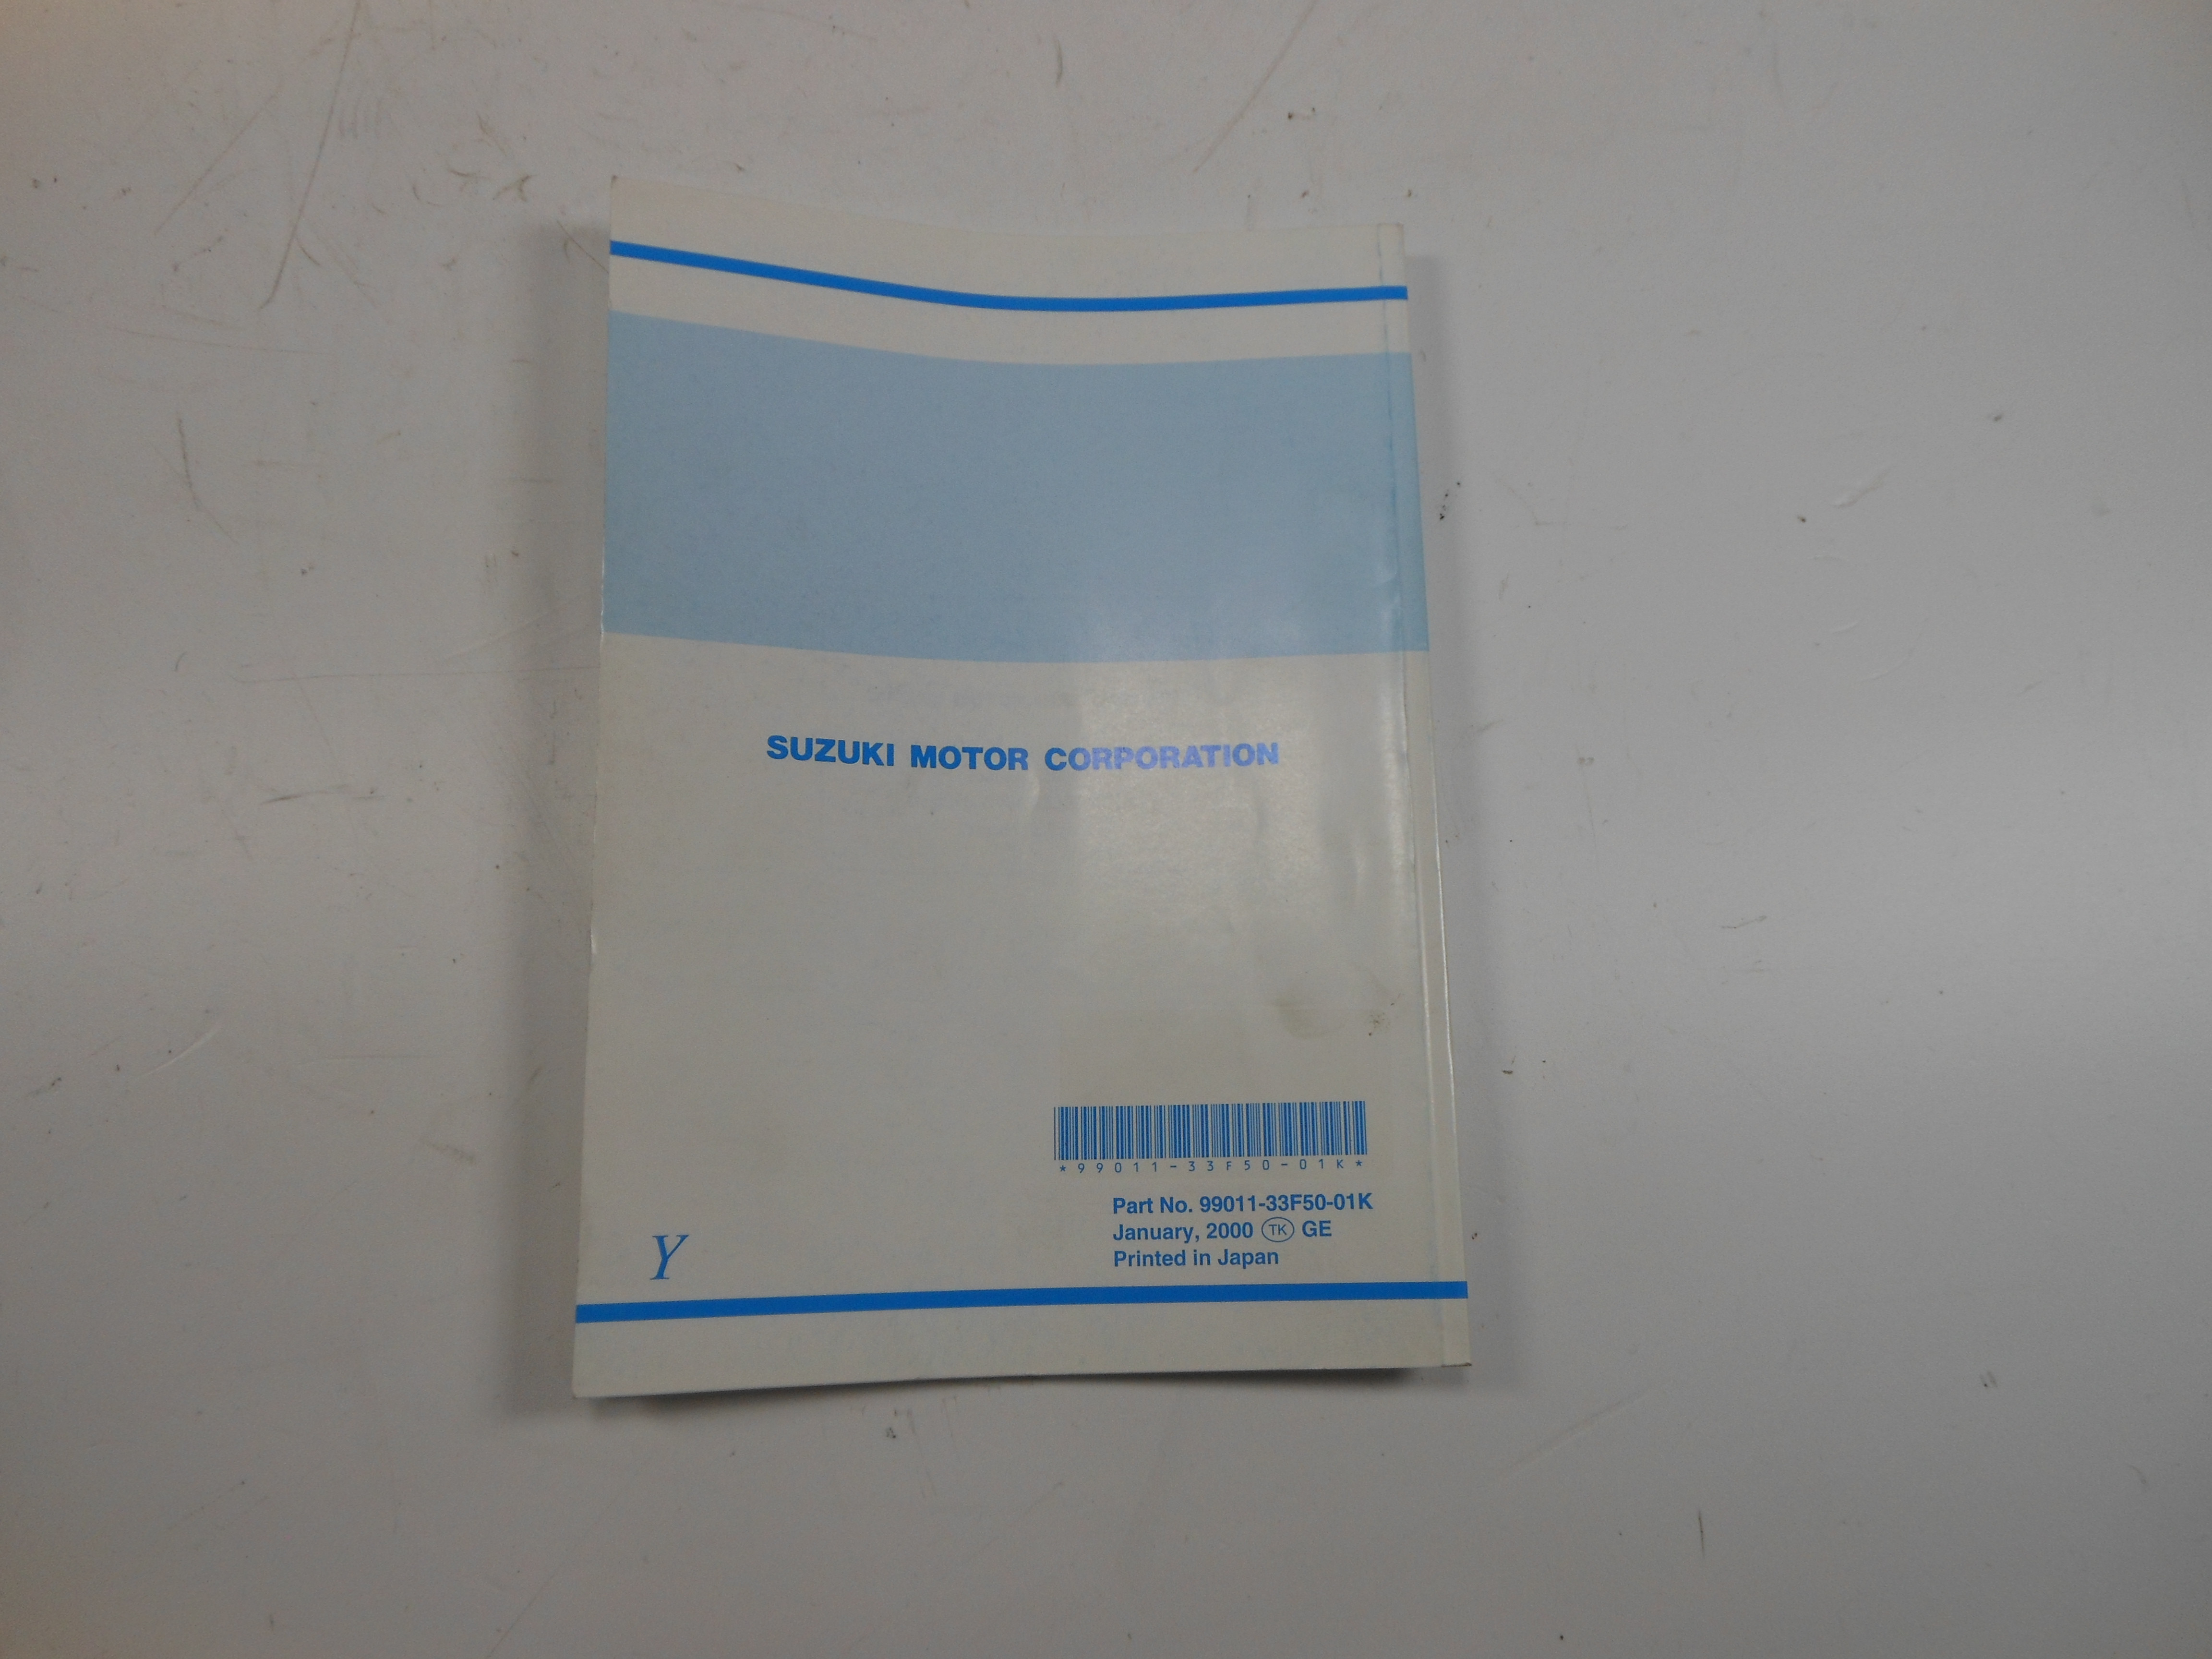 SUZUKI MOTOR CORPORATION
*99011-33F50-01K*
Part No. 99011-33F50-01K
January, 2000 TK GE
Printed in Japan
Y